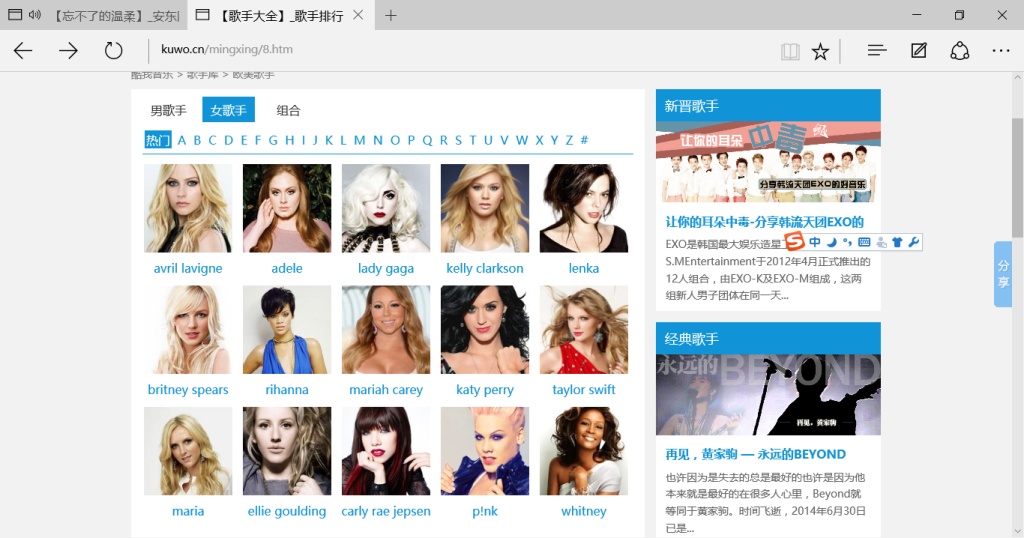 【忘不了的温柔】_安东
【歌手大全】_歌手排行
kuwo.cn/mingxing/8.htm
酷我音乐 > 歌手库 > 欧美歌手
男歌手 女歌手 组合
热门 A B C D E F G H I J K L M N O P Q R S T U V W X Y Z #
avril lavigne
adele
lady gaga
kelly clarkson
lenka
britney spears
rihanna
mariah carey
katy perry
taylor swift
maria
ellie goulding
carly rae jepsen
p!nk
whitney
新晋歌手
让你的耳朵中毒
分享韩流天团EXO的好音乐
让你的耳朵中毒-分享韩流天团EXO的
EXO是韩国最大娱乐造星
S.MEntertainment于2012年4月正式推出的
12人组合，由EXO-K及EXO-M组成，这两
组新人男子团体在同一天...
中
分享
经典歌手
永远的BEYOND
再见，黄家驹
再见，黄家驹 — 永远的BEYOND
也许因为是失去的总是最好的也许是因为他
本来就是最好的在很多人心里，Beyond就
等同于黄家驹。时间飞逝，2014年6月30日
已是...